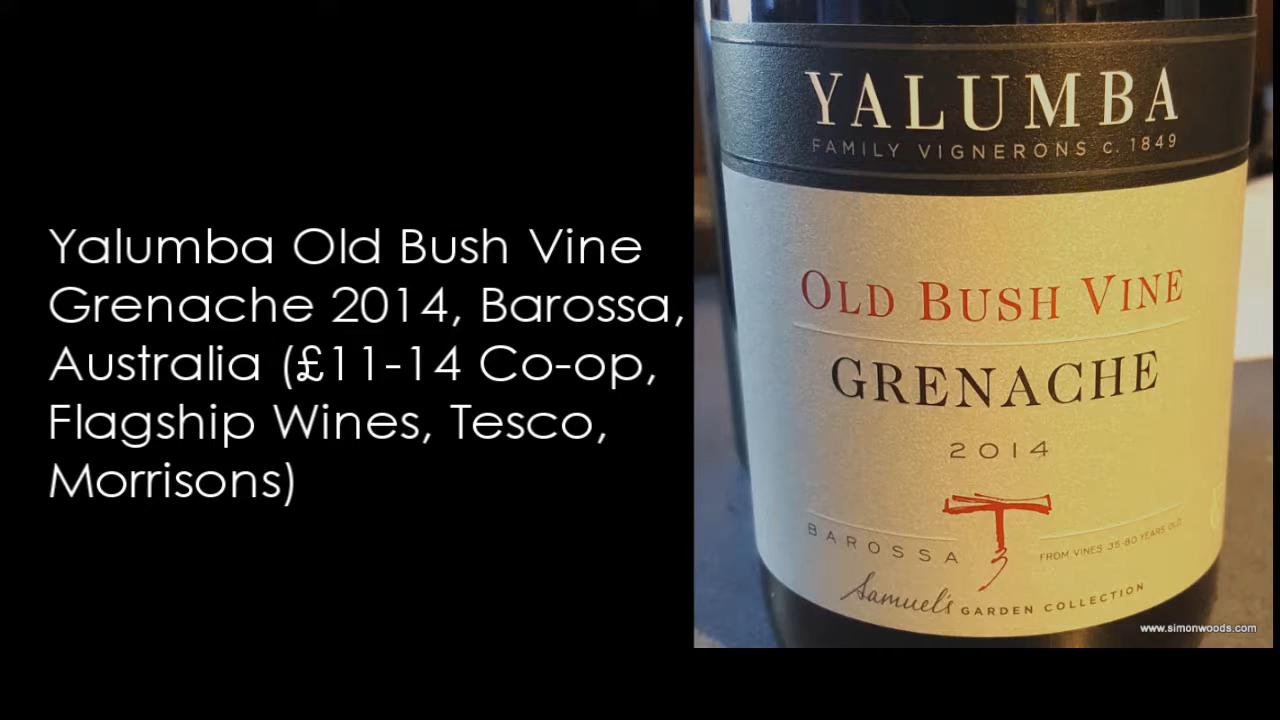 Yalumba Old Bush Vine
Grenache 2014, Barossa,
Australia (£11-14 Co-op,
Flagship Wines, Tesco,
Morrisons)
YALUMBA
FAMILY VIGNERONS C. 1849
OLD BUSH VINE
GRENACHE
2014
BAROSSA
FROM VINES 35-80 YEARS OLD
Samuel's GARDEN COLLECTION
www.simonwoods.com